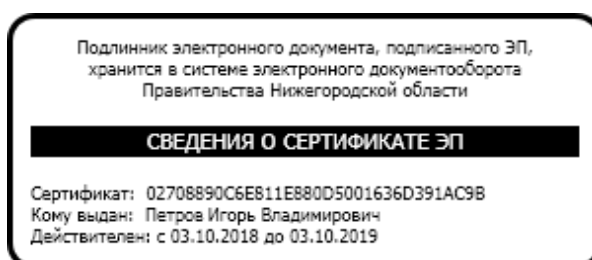 Подлинник электронного документа, подписанного ЭП,
хранится в системе электронного документооборота
Правительства Нижегородской области
СВЕДЕНИЯ О СЕРТИФИКАТЕ ЭП
Сертификат: 02708890C6E811E880D5001636D391AC9B
Кому выдан: Петров Игорь Владимирович
Действителен: с 03.10.2018 до 03.10.2019